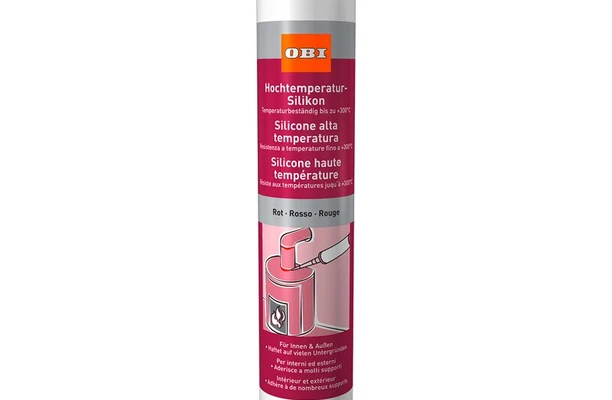 OBI
Hochtemperatur-
Silikon
Temperaturbeständig bis zu +300°C
Silicone alta
temperatura
Resistenza a temperature fino a +300°C
Silicone haute
température
Résiste aux températures jusqu'à +300°C
Rot · Rosso · Rouge
Für Innen & Außen
• Haftet auf vielen Untergründen
Per interni ed esterni
• Aderisce a molti supporti
Intérieur et extérieur
• Adhère à de nombreux supports